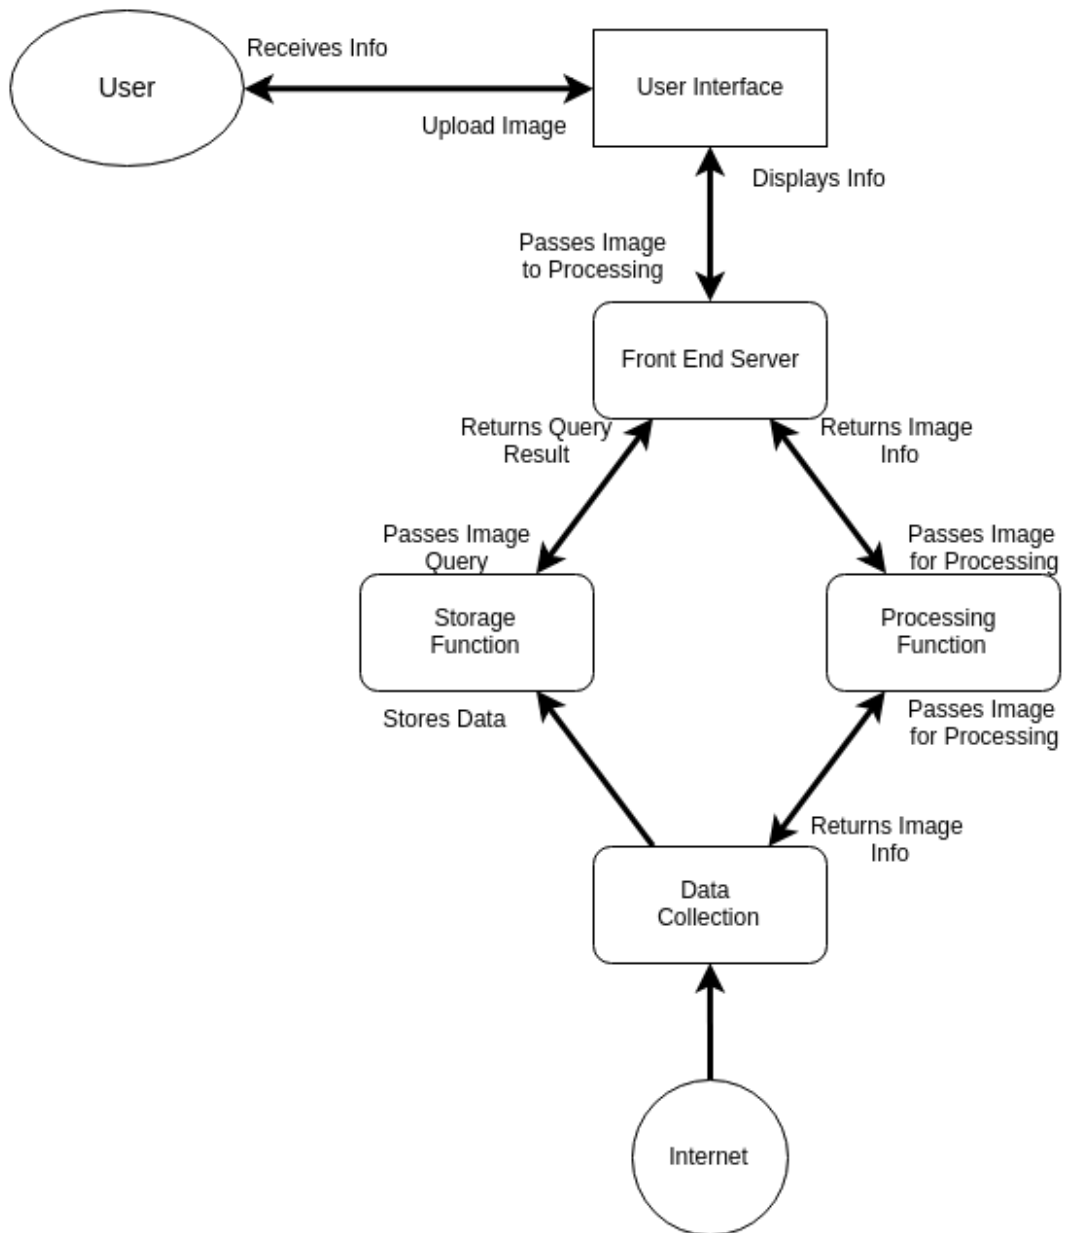 Receives Info
User
User Interface
Upload Image
Displays Info
Passes Image
to Processing
Front End Server
Returns Query
Result
Returns Image
Info
Passes Image
Query
Passes Image
for Processing
Storage
Function
Processing
Function
Stores Data
Passes Image
for Processing
Returns Image
Info
Data
Collection
Internet